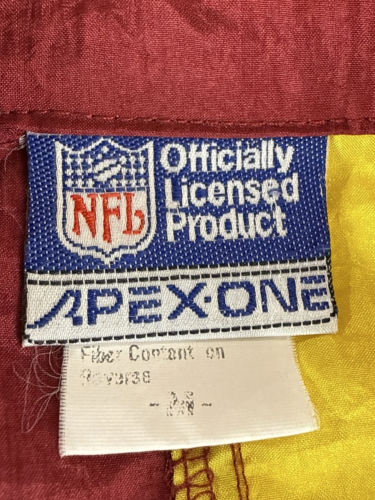 NFL
Officially
Licensed
Product
APEX·ONE
Fiber Content on
Reverse
- M -